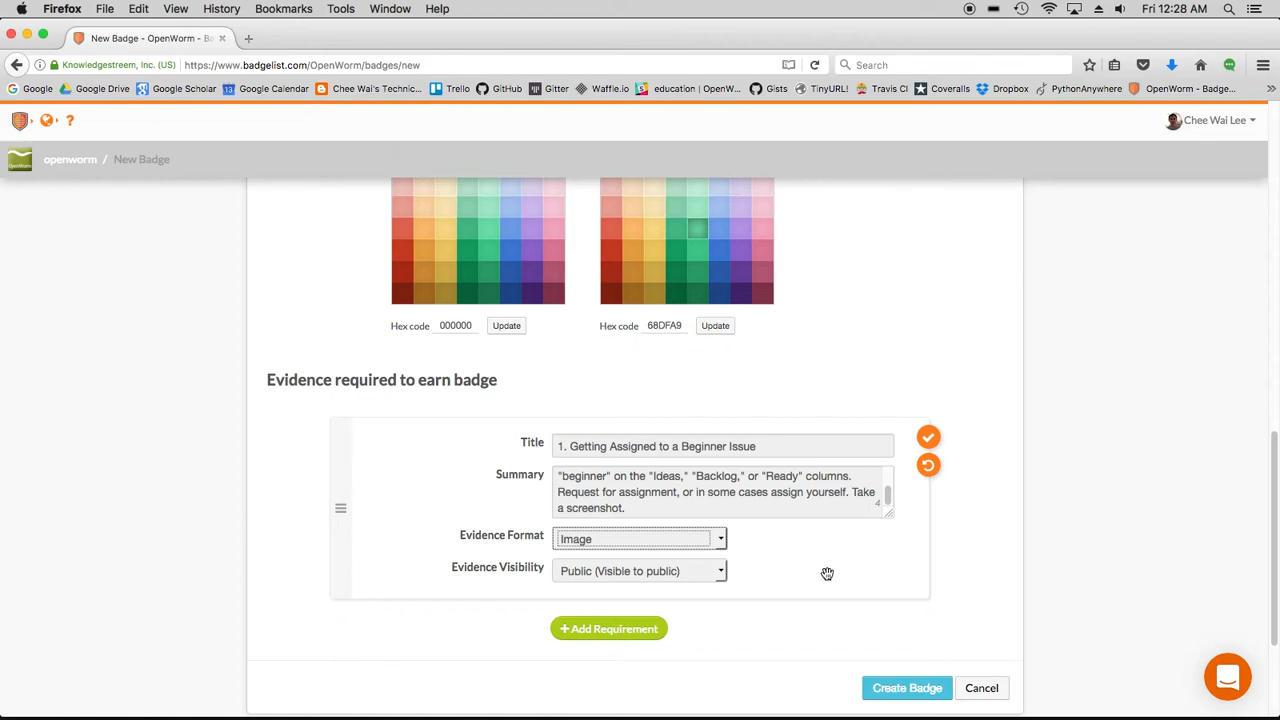 Firefox File Edit View History Bookmarks Tools Window Help Fri 12:28 AM
New Badge - OpenWorm - Ba
Knowledgestreem, Inc. (US) https://www.badgelist.com/OpenWorm/badges/new Search
Google Google Drive Google Scholar Google Calendar Chee Wai's Technic... Trello GitHub Gitter Waffle.io education | OpenW... Gists TinyURL! Travis CI Coveralls Dropbox PythonAnywhere OpenWorm - Badge...
? Chee Wai Lee
OpenWorm openworm / New Badge
Hex code 000000 Update Hex code 68DFA9 Update
Evidence required to earn badge
Title 1. Getting Assigned to a Beginner Issue
Summary "beginner" on the "Ideas," "Backlog," or "Ready" columns.
Request for assignment, or in some cases assign yourself. Take
a screenshot.
4
Evidence Format Image
Evidence Visibility Public (Visible to public)
+ Add Requirement
Create Badge Cancel